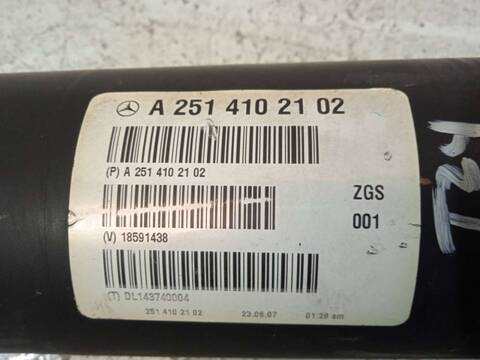 A 251 410 21 02
(P) A 251 410 21 02
ZGS
001
(V) 18591438
(T) DL143740004
251 410 21 02 23.06.07 01:29 am